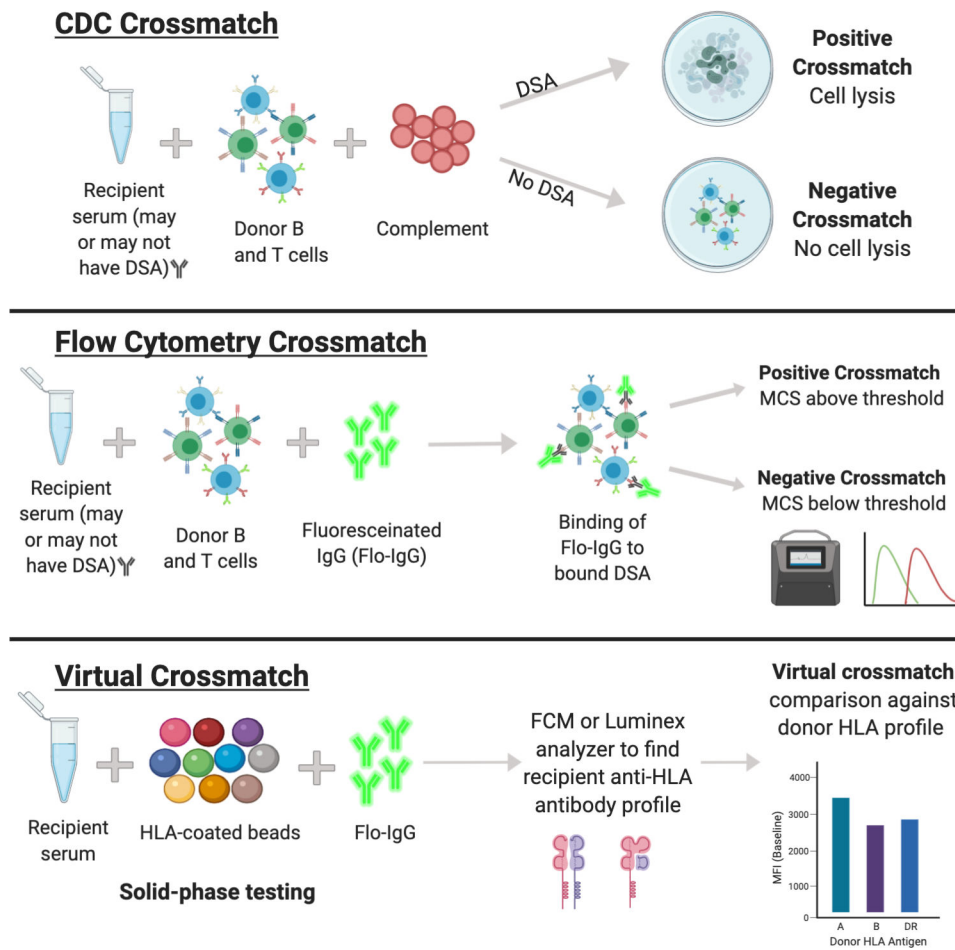 CDC Crossmatch
Recipient
serum (may
or may not
have DSA)
Donor B
and T cells
Complement
DSA
No DSA
Positive
Crossmatch
Cell lysis
Negative
Crossmatch
No cell lysis
Flow Cytometry Crossmatch
Recipient
serum (may
or may not
have DSA)
Donor B
and T cells
Fluoresceinated
IgG (Flo-IgG)
Binding of
Flo-IgG to
bound DSA
Positive Crossmatch
MCS above threshold
Negative Crossmatch
MCS below threshold
Virtual Crossmatch
Recipient
serum
HLA-coated beads
Flo-IgG
Solid-phase testing
FCM or Luminex
analyzer to find
recipient anti-HLA
antibody profile
Virtual crossmatch
comparison against
donor HLA profile
MFI (Baseline)
4000
3000
2000
1000
0
A B DR
Donor HLA Antigen